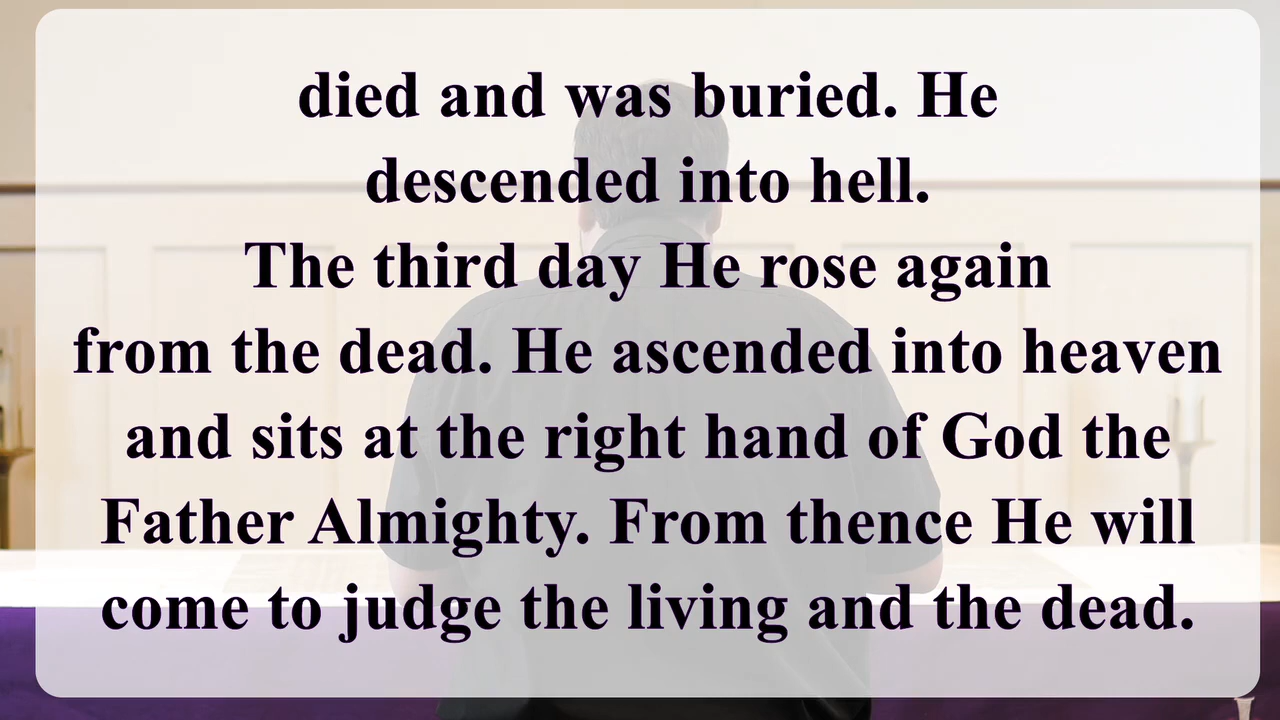 died and was buried. He
descended into hell.
The third day He rose again
from the dead. He ascended into heaven
and sits at the right hand of God the
Father Almighty. From thence He will
come to judge the living and the dead.